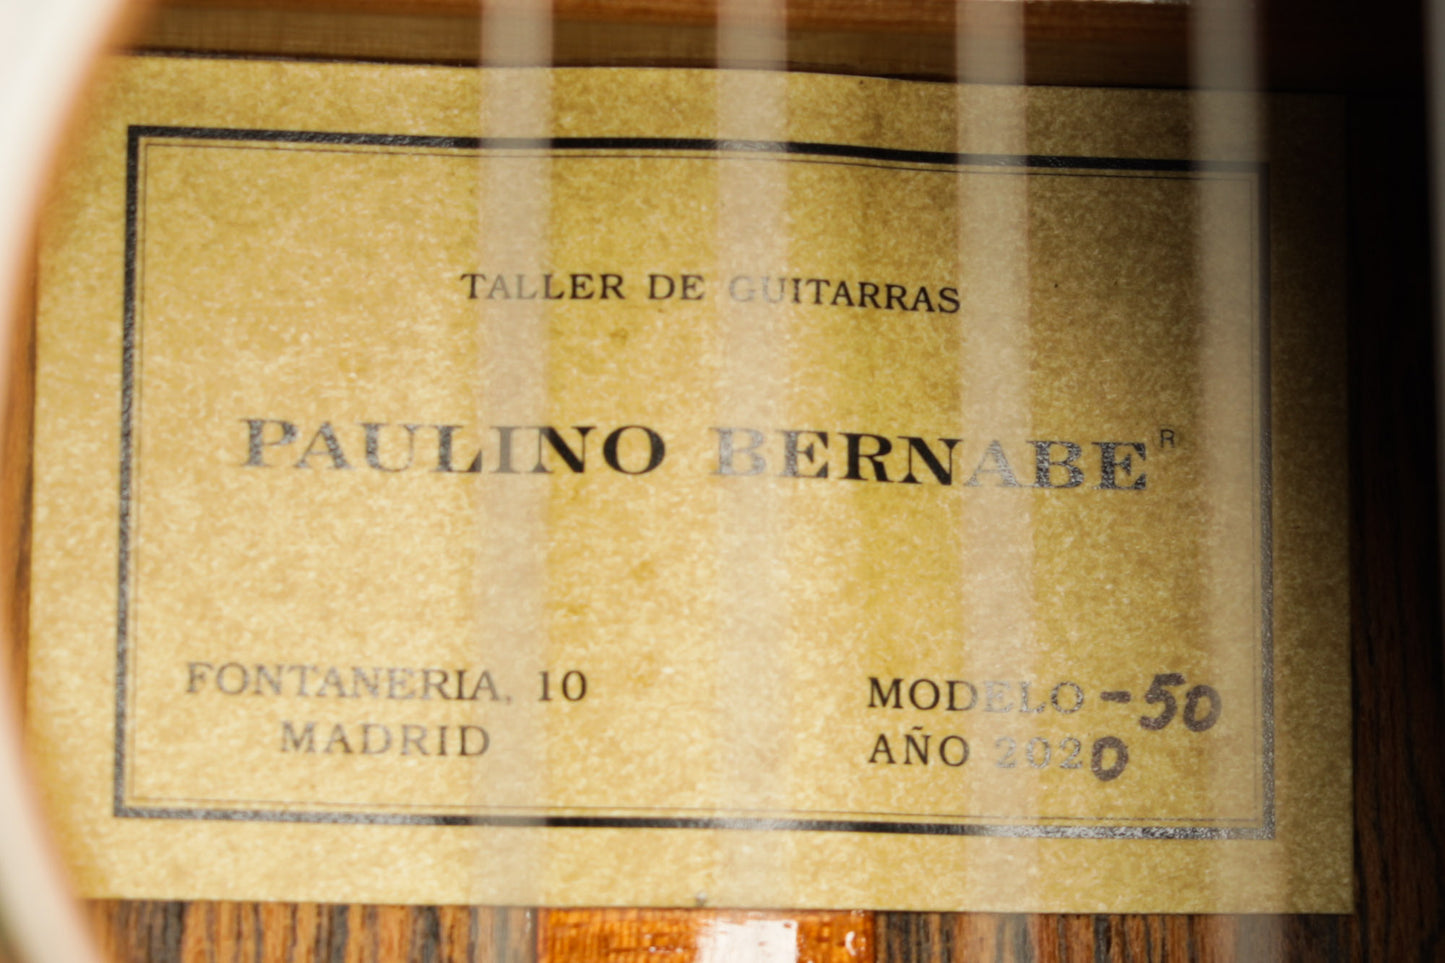 TALLER DE GUITARRAS
PAULINO BERNABE R
FONTANERIA, 10
MADRID
MODELO -50
AÑO 2020